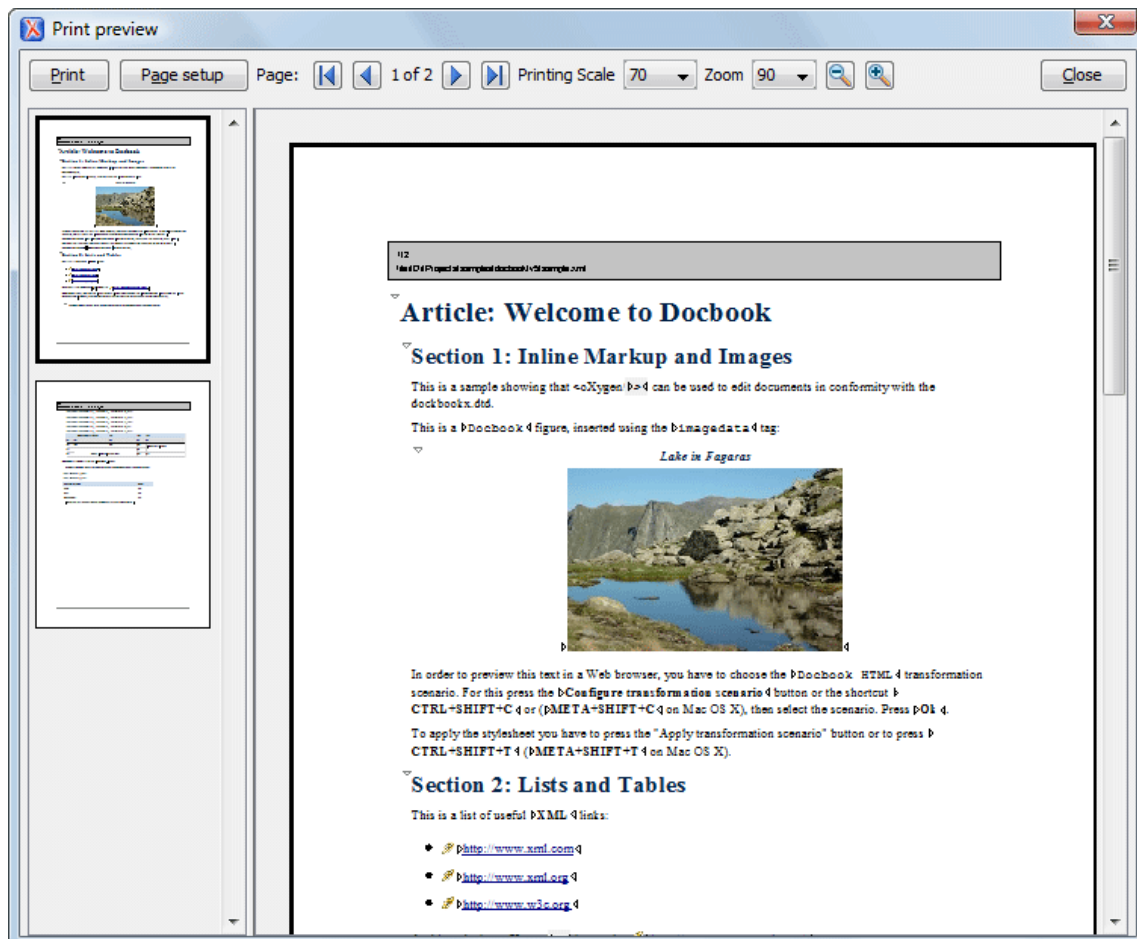 Print preview
Print Page setup Page: 1 of 2 Printing Scale 70 Zoom 90 Close
1/2
Article: Welcome to Docbook
Section 1: Inline Markup and Images
This is a sample showing that <oXygen > can be used to edit documents in conformity with the
dockbookx.dtd.
This is a Docbook figure, inserted using the imagedata tag:
Lake in Fagaras
In order to preview this text in a Web browser, you have to choose the Docbook HTML transformation
scenario. For this press the Configure transformation scenario button or the shortcut
CTRL+SHIFT+C or (META+SHIFT+C on Mac OS X), then select the scenario. Press Ok .
To apply the stylesheet you have to press the "Apply transformation scenario" button or to press
CTRL+SHIFT+T (META+SHIFT+T on Mac OS X).
Section 2: Lists and Tables
This is a list of useful XML links:
http://www.xml.com
http://www.xml.org
http://www.w3c.org